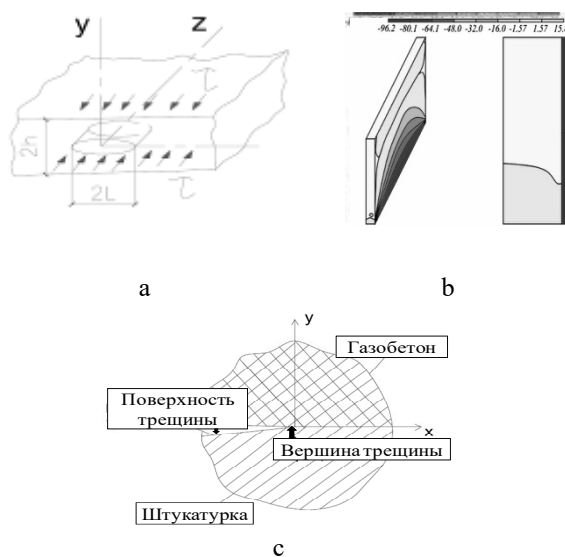 -96.2 -80.1 -64.1 -48.0 -32.0 -16.0 -1.57 1.57 15.
y
z
τ
2h
τ
2L
a
b
y
Газобетон
Поверхность
трещины
x
Вершина трещины
Штукатурка
c